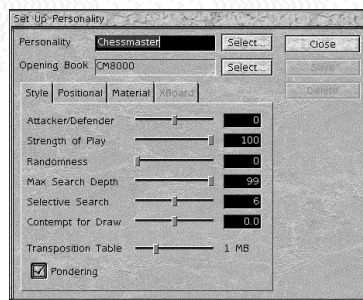 Set Up Personality
Personality Chessmaster Select... Close
Opening Book CM8000 Select... Save
Style Positional Material XBoard Delete
Attacker/Defender 0
Strength of Play 100
Randomness 0
Max Search Depth 99
Selective Search 6
Contempt for Draw 0.0
Transposition Table 1 MB
Pondering